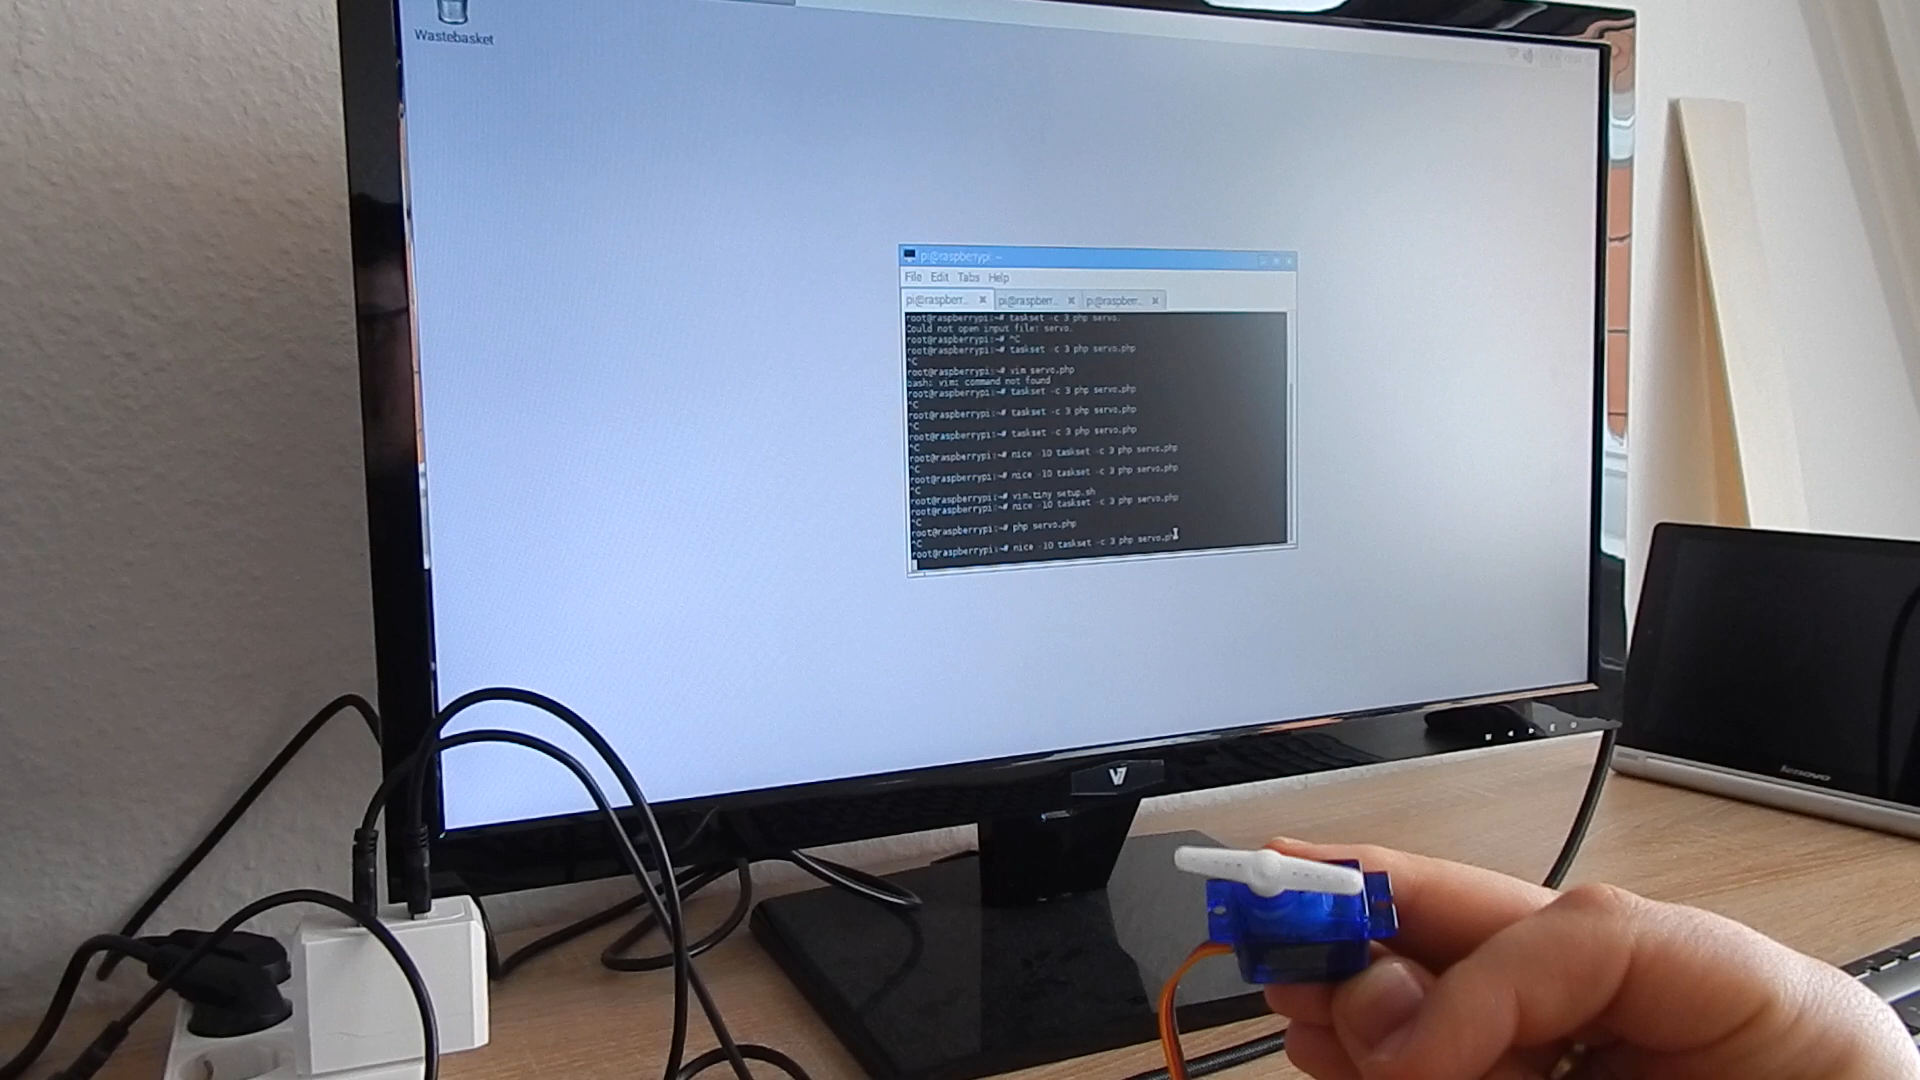 Wastebasket
pi@raspberrypi: ~
File Edit Tabs Help
pi@raspberr... pi@raspberr... pi@raspberr...
root@raspberrypi:~# taskset -c 3 php servo.
Could not open input file: servo.
root@raspberrypi:~# ^C
root@raspberrypi:~# taskset -c 3 php servo.php
^C
root@raspberrypi:~# vim servo.php
bash: vim: command not found
root@raspberrypi:~# taskset -c 3 php servo.php
^C
root@raspberrypi:~# taskset -c 3 php servo.php
^C
root@raspberrypi:~# taskset -c 3 php servo.php
^C
root@raspberrypi:~# nice -10 taskset -c 3 php servo.php
^C
root@raspberrypi:~# nice -10 taskset -c 3 php servo.php
^C
root@raspberrypi:~# vim.tiny setup.sh
root@raspberrypi:~# nice -10 taskset -c 3 php servo.php
^C
root@raspberrypi:~# php servo.php
^C
root@raspberrypi:~# nice -10 taskset -c 3 php servo.php
V7
lenovo